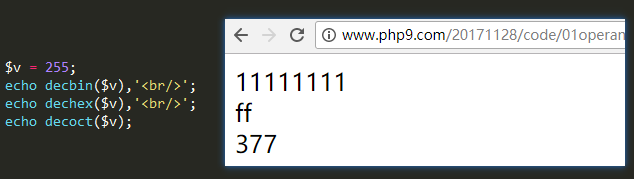 $v = 255;
echo decbin($v),'<br/>';
echo dechex($v),'<br/>';
echo decoct($v);
www.php9.com/20171128/code/01operan
11111111
ff
377